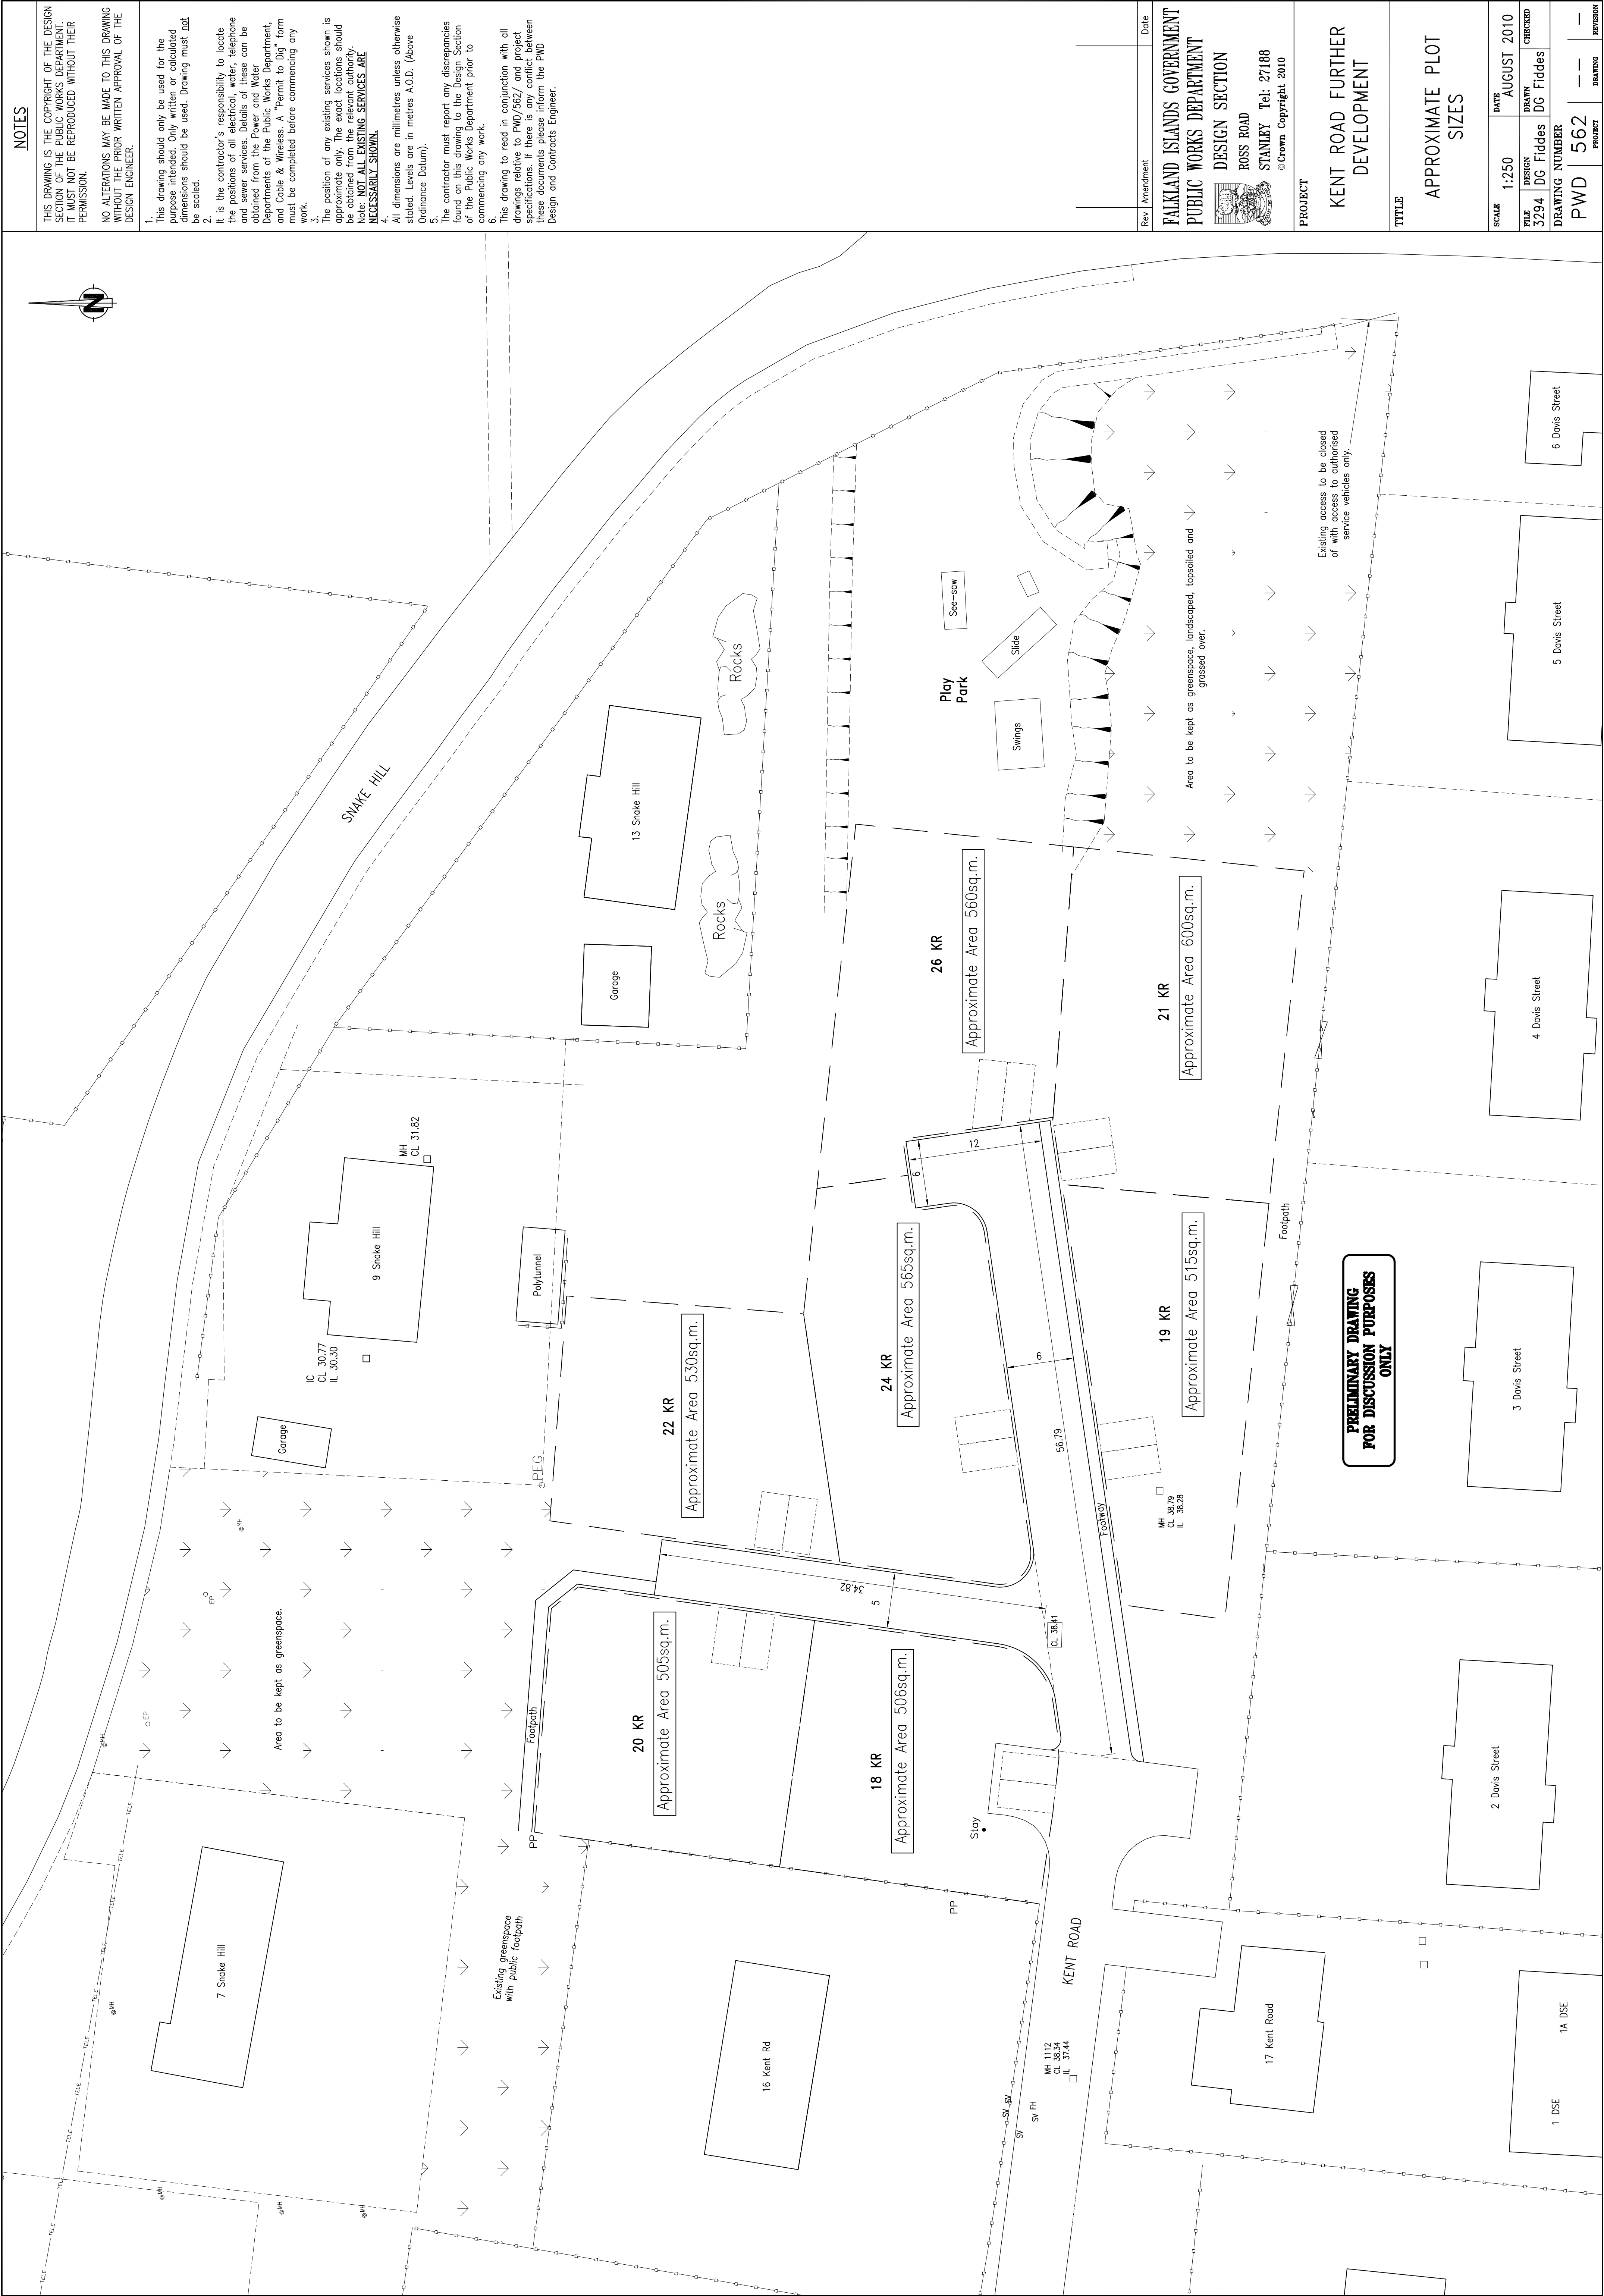 NOTES
THIS DRAWING IS THE COPYRIGHT OF THE DESIGN
SECTION OF THE PUBLIC WORKS DEPARTMENT.
IT MUST NOT BE REPRODUCED WITHOUT THEIR
PERMISSION.
NO ALTERATIONS MAY BE MADE TO THIS DRAWING
WITHOUT THE PRIOR WRITTEN APPROVAL OF THE
DESIGN ENGINEER.
1.
This drawing should only be used for the
purpose intended. Only written or calculated
dimensions should be used. Drawing must not
be scaled.
2.
It is the contractor's responsibility to locate
the positions of all electrical, water, telephone
and sewer services. Details of these can be
obtained from the Power and Water
Departments of the Public Works Department,
and Cable & Wireless. A "Permit to Dig" form
must be completed before commencing any
work.
3.
The position of any existing services shown is
approximate only. The exact locations should
be obtained from the relevant authority.
Note: NOT ALL EXISTING SERVICES ARE
NECESSARILY SHOWN.
4.
All dimensions are millimetres unless otherwise
stated. Levels are in metres A.O.D. (Above
Ordinance Datum).
5.
The contractor must report any discrepancies
found on this drawing to the Design Section
of the Public Works Department prior to
commencing any work.
6.
This drawing to read in conjunction with all
drawings relative to PWD/562/ and project
specifications. If there is any conflict between
these documents please inform the PWD
Design and Contracts Engineer.
Rev Amendment Date
FALKLAND ISLANDS GOVERNMENT
PUBLIC WORKS DEPARTMENT
DESIGN SECTION
ROSS ROAD
STANLEY Tel: 27188
© Crown Copyright 2010
PROJECT
KENT ROAD FURTHER
DEVELOPMENT
TITLE
APPROXIMATE PLOT
SIZES
SCALE 1:250 DATE AUGUST 2010
FILE 3294 DESIGN DG Fiddes DRAWN DG Fiddes CHECKED
DRAWING NUMBER
PWD 562 -- --
PROJECT DRAWING REVISION
N
SNAKE HILL
7 Snake Hill
9 Snake Hill
13 Snake Hill
Garage
Garage
Rocks
Rocks
Polytunnel
MH
CL 31.82
IC
CL 30.77
IL 30.30
PEG
TELE
TELE
TELE
TELE
TELE
TELE
TELE
TELE
MH
MH
MH
MH
MH
MH
EP
EP
Area to be kept as greenspace.
Existing greenspace
with public footpath
Footpath
PP
PP
Stay
20 KR
Approximate Area 505sq.m.
18 KR
Approximate Area 506sq.m.
22 KR
Approximate Area 530sq.m.
24 KR
Approximate Area 565sq.m.
26 KR
Approximate Area 560sq.m.
21 KR
Approximate Area 600sq.m.
19 KR
Approximate Area 515sq.m.
34.82
5
56.79
6
12
6
CL 38.41
Footway
MH
CL 38.79
IL 38.28
Footpath
Play
Park
Swings
Slide
See-saw
Area to be kept as greenspace, landscaped, topsoiled and
grassed over.
Existing access to be closed
of with access to authorised
service vehicles only.
PRELIMINARY DRAWING
FOR DISCUSSION PURPOSES
ONLY
16 Kent Rd
KENT ROAD
SV
SV
SV
SV
FH
MH 1112
CL 38.34
IL 37.44
17 Kent Road
1 DSE
1A DSE
2 Davis Street
3 Davis Street
4 Davis Street
5 Davis Street
6 Davis Street